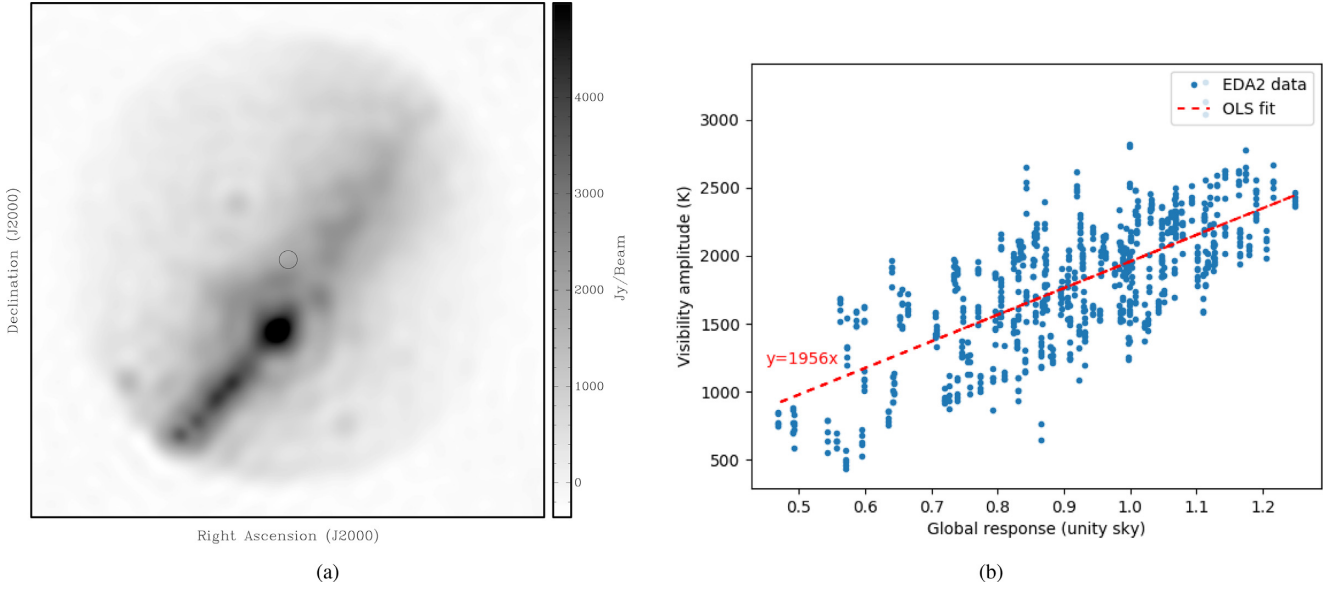 4000
3000
2000
1000
0
Jy/Beam
Declination (J2000)
Right Ascension (J2000)
(a)
EDA2 data
OLS fit
3000
2500
2000
1500
1000
500
Visibility amplitude (K)
y=1956x
0.5 0.6 0.7 0.8 0.9 1.0 1.1 1.2
Global response (unity sky)
(b)